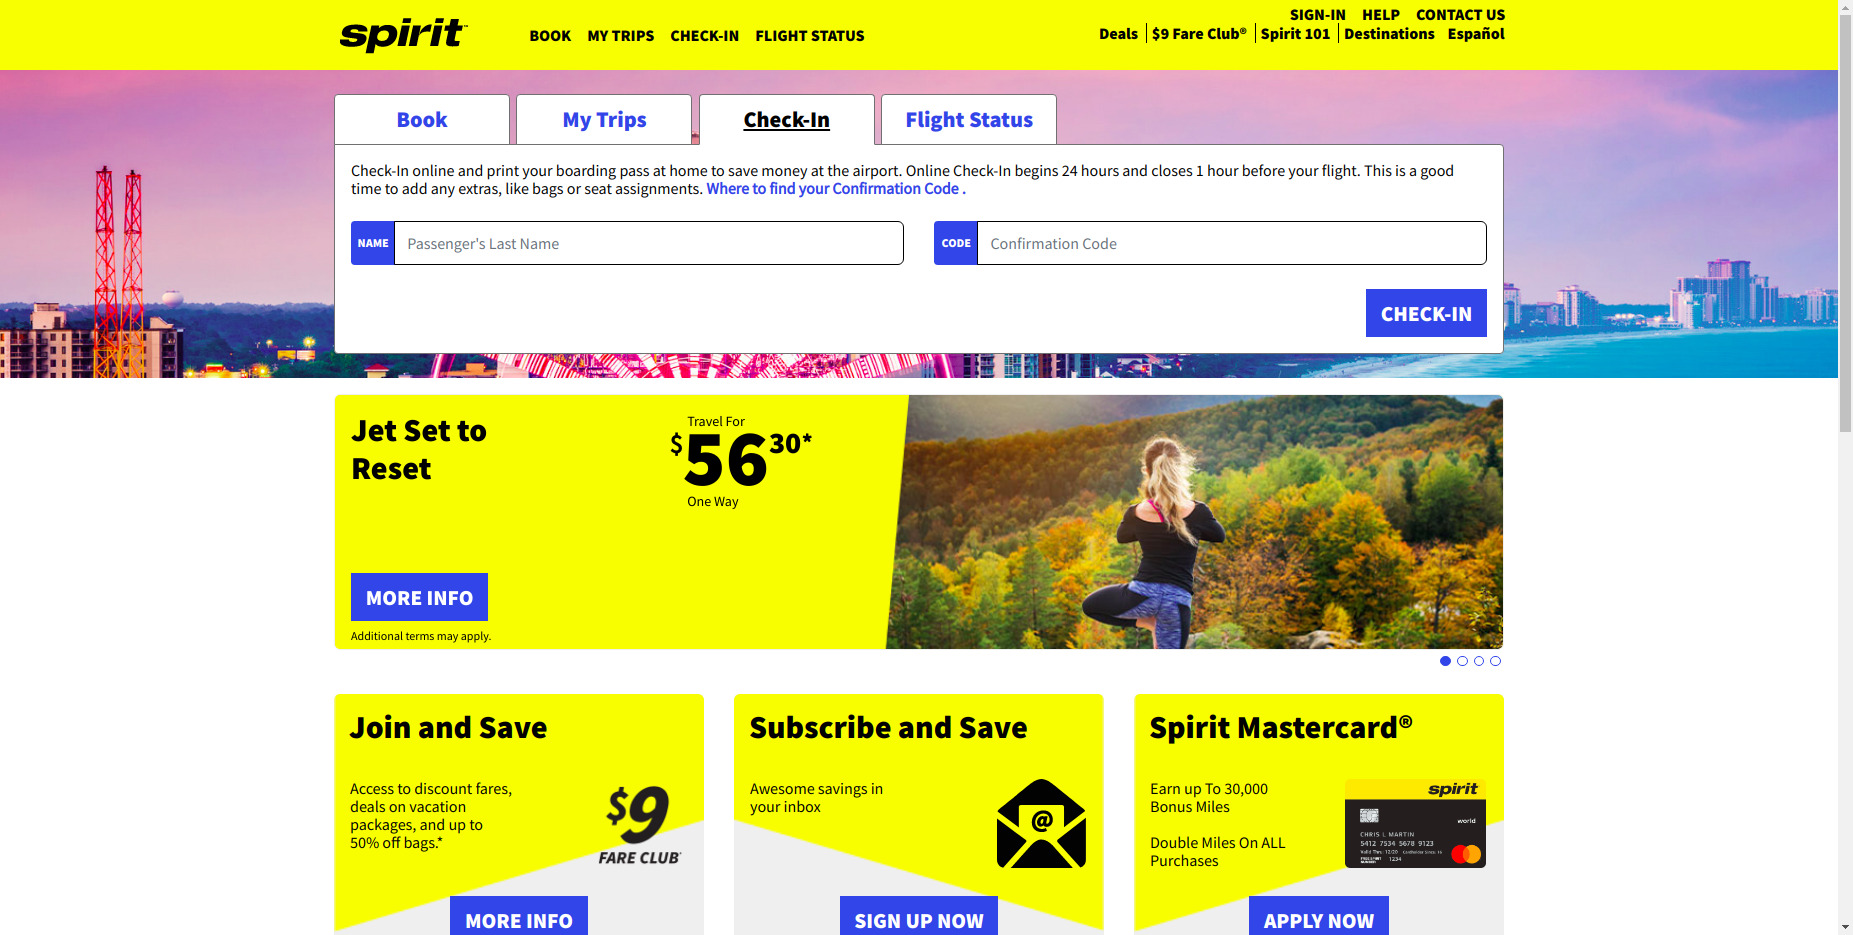 spirit
BOOK MY TRIPS CHECK-IN FLIGHT STATUS
SIGN-IN HELP CONTACT US
Deals $9 Fare Club® Spirit 101 Destinations Español
Book My Trips Check-In Flight Status
Check-In online and print your boarding pass at home to save money at the airport. Online Check-In begins 24 hours and closes 1 hour before your flight. This is a good
time to add any extras, like bags or seat assignments. Where to find your Confirmation Code .
NAME Passenger's Last Name CODE Confirmation Code
CHECK-IN
Jet Set to
Reset
Travel For
$56 30*
One Way
MORE INFO
Additional terms may apply.
Join and Save
Access to discount fares,
deals on vacation
packages, and up to
50% off bags.*
$9
FARE CLUB
MORE INFO
Subscribe and Save
Awesome savings in
your inbox
@
SIGN UP NOW
Spirit Mastercard®
Earn up To 30,000
Bonus Miles
Double Miles On ALL
Purchases
spirit
world
CHRIS L MARTIN
5412 7534 5678 9123
Valid Thru: 12/20
1234
APPLY NOW